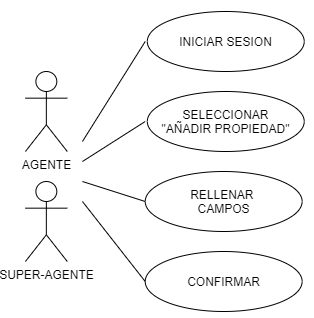 INICIAR SESION
SELECCIONAR
"AÑADIR PROPIEDAD"
AGENTE
RELLENAR
CAMPOS
SUPER-AGENTE
CONFIRMAR